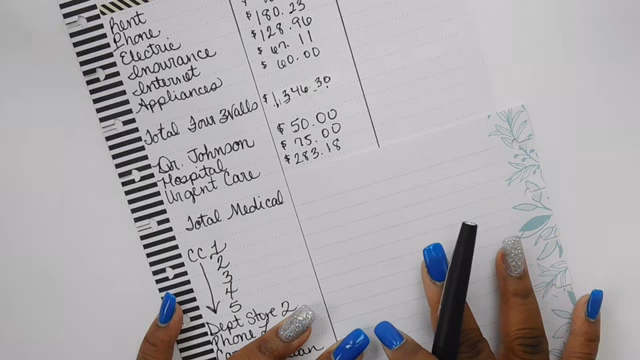 Rent
Phone
Electric $180.23
Insurance $128.96
Internet $67.11
Appliances $60.00
Total Four Walls $1,346.30
Dr. Johnson $50.00
Hospital $75.00
Urgent Care $283.18
Total Medical
CC 1
2
3
4
5
Dept Store 2
Phone